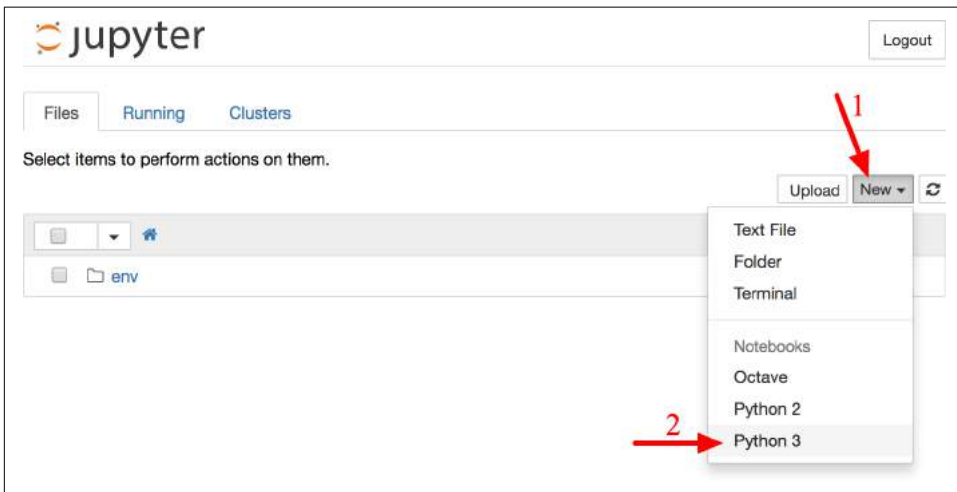 jupyter
Logout
Files Running Clusters
1
Select items to perform actions on them.
Upload New
Text File
Folder
Terminal
env
Notebooks
Octave
Python 2
2
Python 3